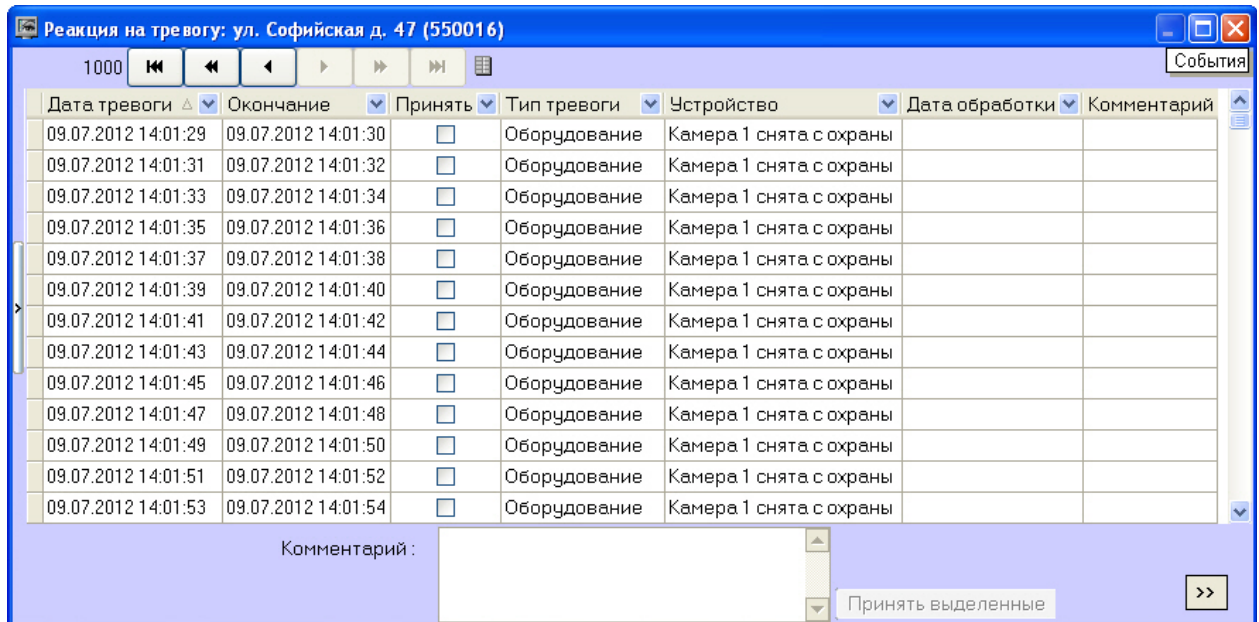 Реакция на тревогу: ул. Софийская д. 47 (550016)
1000
События
Дата тревоги Окончание Принять Тип тревоги Устройство Дата обработки Комментарий
09.07.2012 14:01:29 09.07.2012 14:01:30 Оборудование Камера 1 снята с охраны
09.07.2012 14:01:31 09.07.2012 14:01:32 Оборудование Камера 1 снята с охраны
09.07.2012 14:01:33 09.07.2012 14:01:34 Оборудование Камера 1 снята с охраны
09.07.2012 14:01:35 09.07.2012 14:01:36 Оборудование Камера 1 снята с охраны
09.07.2012 14:01:37 09.07.2012 14:01:38 Оборудование Камера 1 снята с охраны
09.07.2012 14:01:39 09.07.2012 14:01:40 Оборудование Камера 1 снята с охраны
09.07.2012 14:01:41 09.07.2012 14:01:42 Оборудование Камера 1 снята с охраны
09.07.2012 14:01:43 09.07.2012 14:01:44 Оборудование Камера 1 снята с охраны
09.07.2012 14:01:45 09.07.2012 14:01:46 Оборудование Камера 1 снята с охраны
09.07.2012 14:01:47 09.07.2012 14:01:48 Оборудование Камера 1 снята с охраны
09.07.2012 14:01:49 09.07.2012 14:01:50 Оборудование Камера 1 снята с охраны
09.07.2012 14:01:51 09.07.2012 14:01:52 Оборудование Камера 1 снята с охраны
09.07.2012 14:01:53 09.07.2012 14:01:54 Оборудование Камера 1 снята с охраны
Комментарий :
Принять выделенные
>>